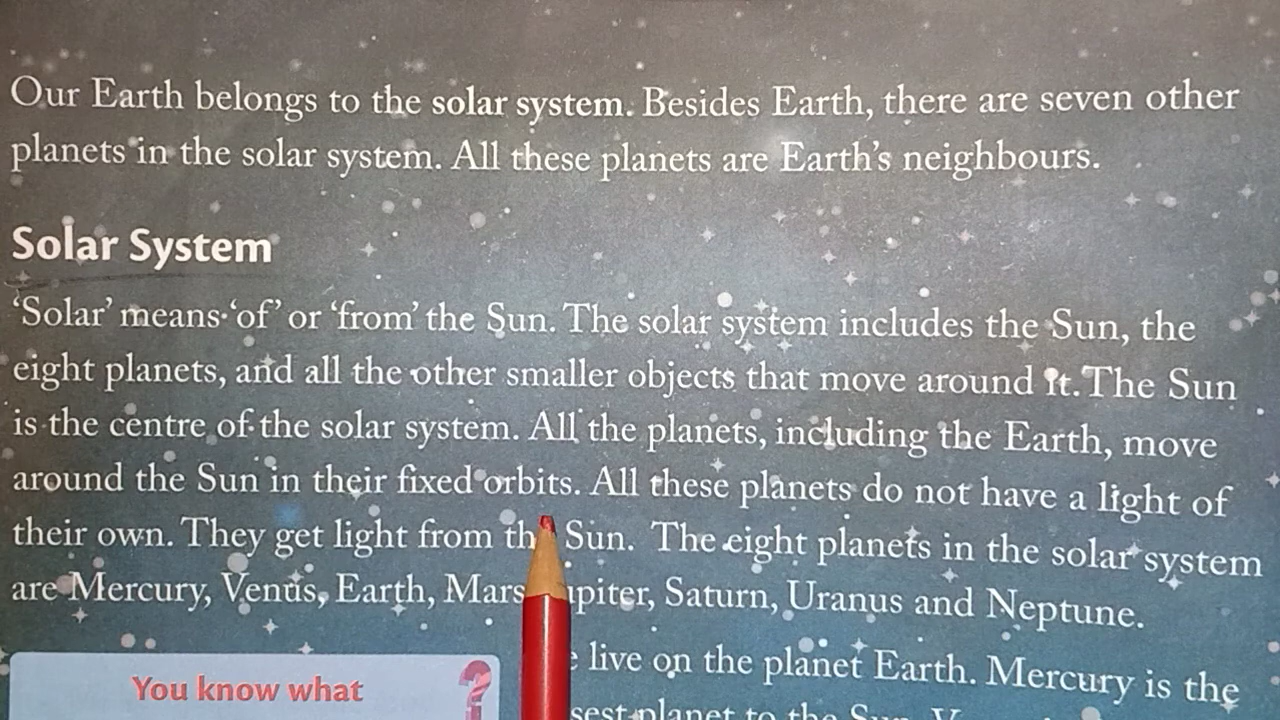 Our Earth belongs to the solar system. Besides Earth, there are seven other
planets in the solar system. All these planets are Earth's neighbours.
Solar System
'Solar' means 'of' or 'from' the Sun. The solar system includes the Sun, the
eight planets, and all the other smaller objects that move around it. The Sun
is the centre of the solar system. All the planets, including the Earth, move
around the Sun in their fixed orbits. All these planets do not have a light of
their own. They get light from th Sun. The eight planets in the solar system
are Mercury, Venus, Earth, Mars piter, Saturn, Uranus and Neptune.
live on the planet Earth. Mercury is the
You know what ?
planet to the Sun.